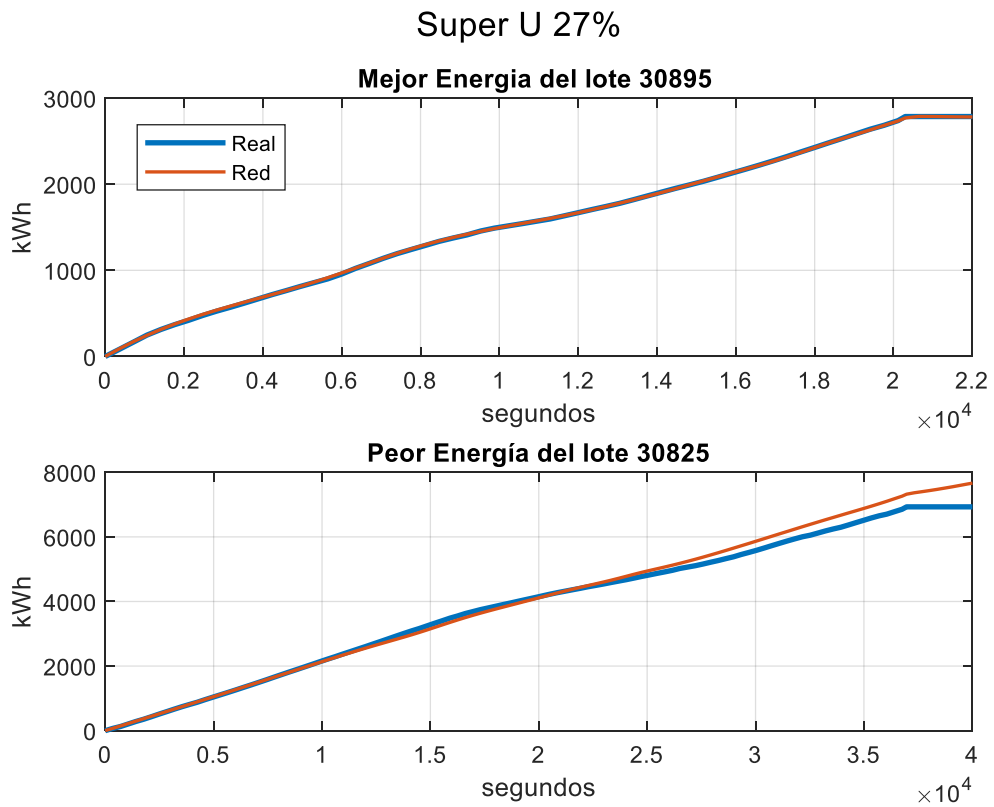 Super U 27%
Mejor Energia del lote 30895
3000
2000
1000
0
kWh
Real
Red
0 0.2 0.4 0.6 0.8 1 1.2 1.4 1.6 1.8 2 2.2
segundos
×10^4
Peor Energía del lote 30825
8000
6000
4000
2000
0
kWh
0 0.5 1 1.5 2 2.5 3 3.5 4
segundos
×10^4